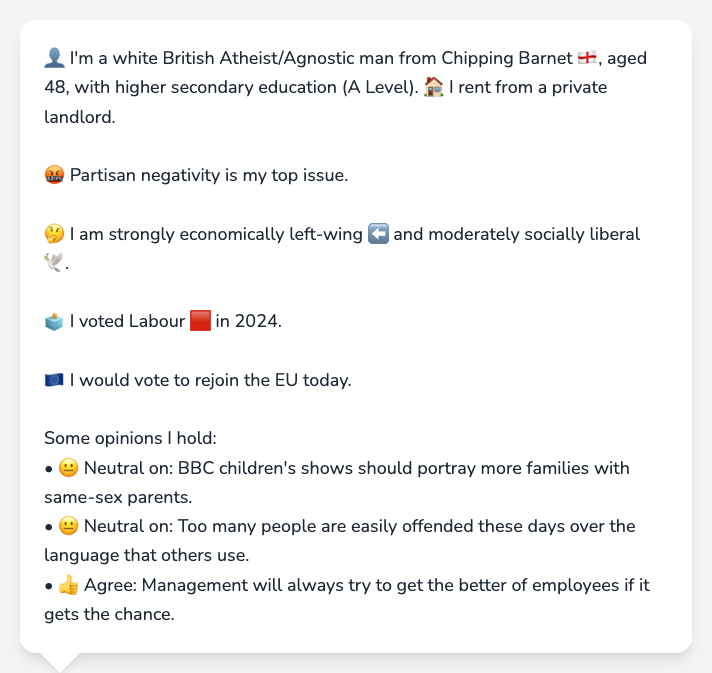 👤 I'm a white British Atheist/Agnostic man from Chipping Barnet 🏴󠁧󠁢󠁥󠁮󠁧󠁿, aged
48, with higher secondary education (A Level). 🏠 I rent from a private
landlord.
🤬 Partisan negativity is my top issue.
🤔 I am strongly economically left-wing ⬅️ and moderately socially liberal
🕊️.
🗳️ I voted Labour 🟥 in 2024.
🇪🇺 I would vote to rejoin the EU today.
Some opinions I hold:
• 😐 Neutral on: BBC children's shows should portray more families with
same-sex parents.
• 😐 Neutral on: Too many people are easily offended these days over the
language that others use.
• 👍 Agree: Management will always try to get the better of employees if it
gets the chance.